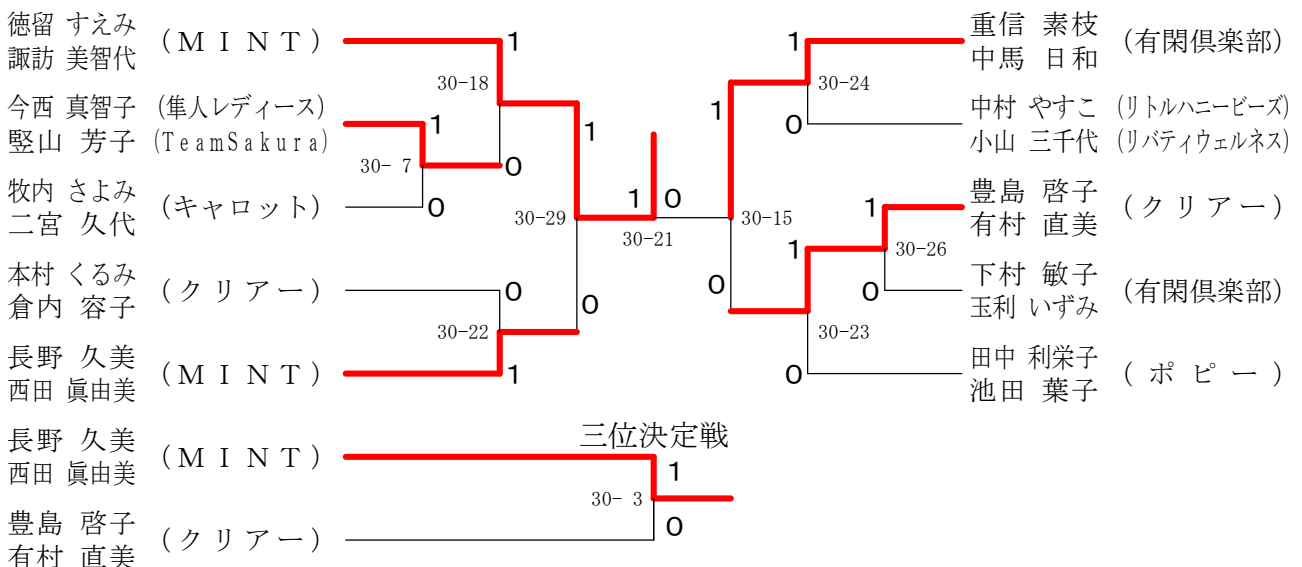 徳留 すえみ
諏訪 美智代
(ＭＩＮＴ)
今西 真智子 (隼人レディース)
竪山 芳子 (TeamSakura)
牧内 さよみ
二宮 久代
(キャロット)
本村 くるみ
倉内 容子
(クリアー)
長野 久美
西田 眞由美
(ＭＩＮＴ)
1
30-18
0
1
30- 7
0
1
30-29
0
0
30-22
1
1 0
30-21
1
30-15
0
1
30-24
0
1
30-23
0
1
30-26
0
重信 素枝
中馬 日和
(有閑倶楽部)
中村 やすこ (リトルハニービーズ)
小山 三千代 (リバティウェルネス)
豊島 啓子
有村 直美
(クリアー)
下村 敏子
玉利 いずみ
(有閑倶楽部)
田中 利栄子
池田 葉子
(ポピー)
三位決定戦
長野 久美
西田 眞由美
(ＭＩＮＴ)
1
30- 3
0
豊島 啓子
有村 直美
(クリアー)